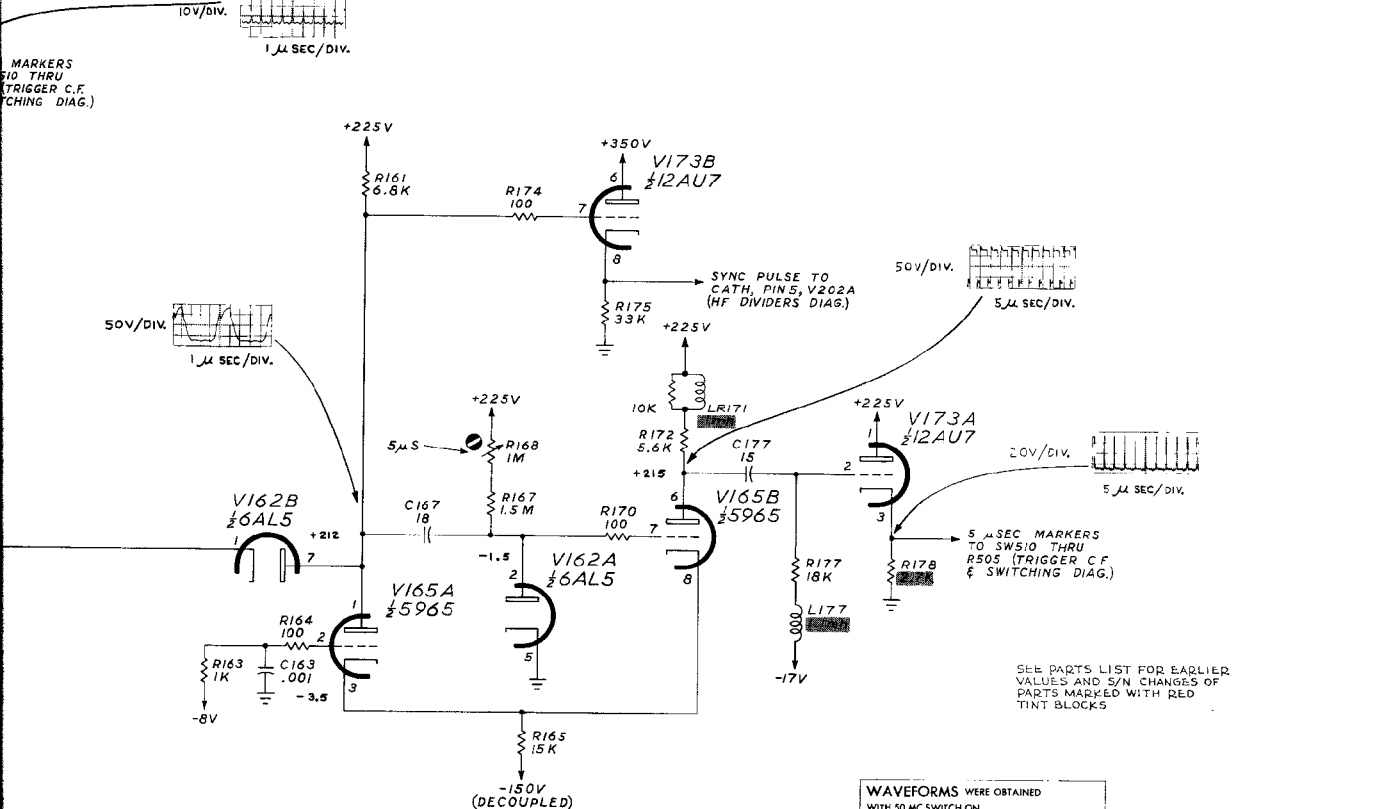 10V/DIV.
1 µ SEC/DIV.
MARKERS
510 THRU
(TRIGGER C.F.
TCHING DIAG.)
+225V
R161
6.8K
R174
100
+350V
V173B
½12AU7
6
7
8
SYNC PULSE TO
CATH, PIN 5, V202A
(HF DIVIDERS DIAG.)
R175
33K
50V/DIV.
5 µ SEC/DIV.
50V/DIV.
1 µ SEC/DIV.
+225V
10K
LR171
R172
5.6K
+215
C177
15
+225V
V173A
½12AU7
1
2
3
20V/DIV.
5 µ SEC/DIV.
+225V
5µS
R168
1M
R167
1.5M
V162B
½6AL5
1
+212
7
C167
18
-1.5
R170
100
7
6
V165B
½5965
8
V162A
½6AL5
2
5
5 µSEC MARKERS
TO SW510 THRU
R505 (TRIGGER C F
& SWITCHING DIAG.)
R178
2.7K
R177
18K
L177
-17V
V165A
½5965
1
R164
100
2
3
R163
1K
C163
.001
-3.5
-8V
R165
15K
-150V
(DECOUPLED)
SEE PARTS LIST FOR EARLIER
VALUES AND S/N CHANGES OF
PARTS MARKED WITH RED
TINT BLOCKS
WAVEFORMS WERE OBTAINED
WITH 50 MC SWITCH ON